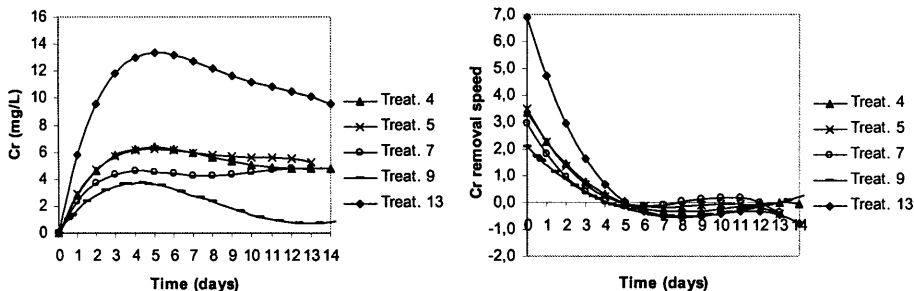 16
14
12
10
8
6
4
2
0
Cr (mg/L)
0 1 2 3 4 5 6 7 8 9 10 11 12 13 14
Time (days)
Treat. 4
Treat. 5
Treat. 7
Treat. 9
Treat. 13
7,0
6,0
5,0
4,0
3,0
2,0
1,0
0,0
-1,0
-2,0
Cr removal speed
0 1 2 3 4 5 6 7 8 9 10 11 12 13 14
Time (days)
Treat. 4
Treat. 5
Treat. 7
Treat. 9
Treat. 13